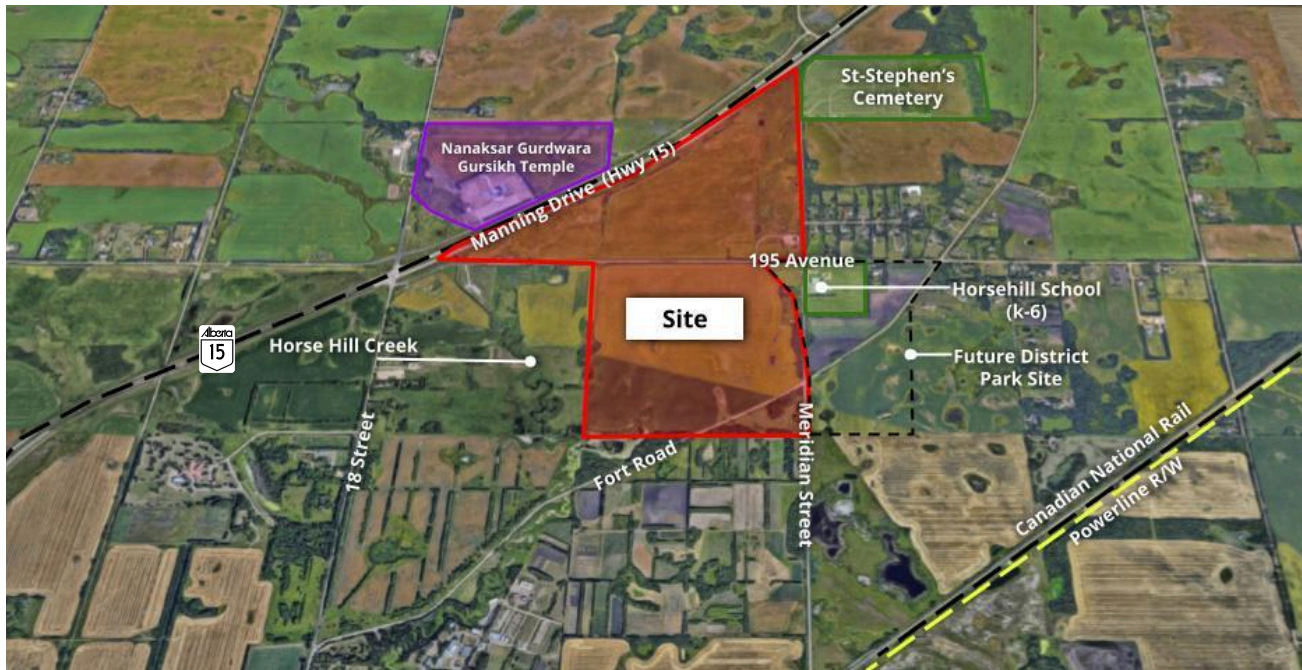 St-Stephen's
Cemetery
Nanaksar Gurdwara
Gursikh Temple
Manning Drive (Hwy 15)
195 Avenue
Horsehill School
(k-6)
Site
Alberta
15
Horse Hill Creek
Future District
Park Site
18 Street
Meridian Street
Fort Road
Canadian National Rail
Powerline R/W